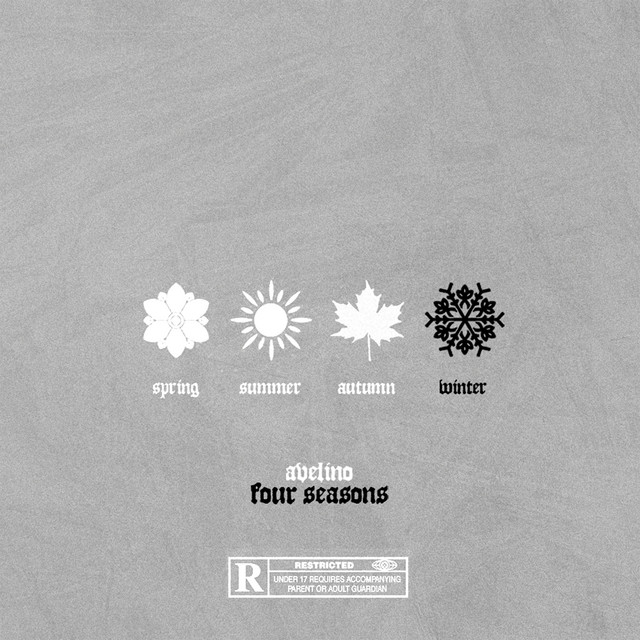 spring summer autumn winter
avelino
four seasons
R
RESTRICTED
UNDER 17 REQUIRES ACCOMPANYING
PARENT OR ADULT GUARDIAN